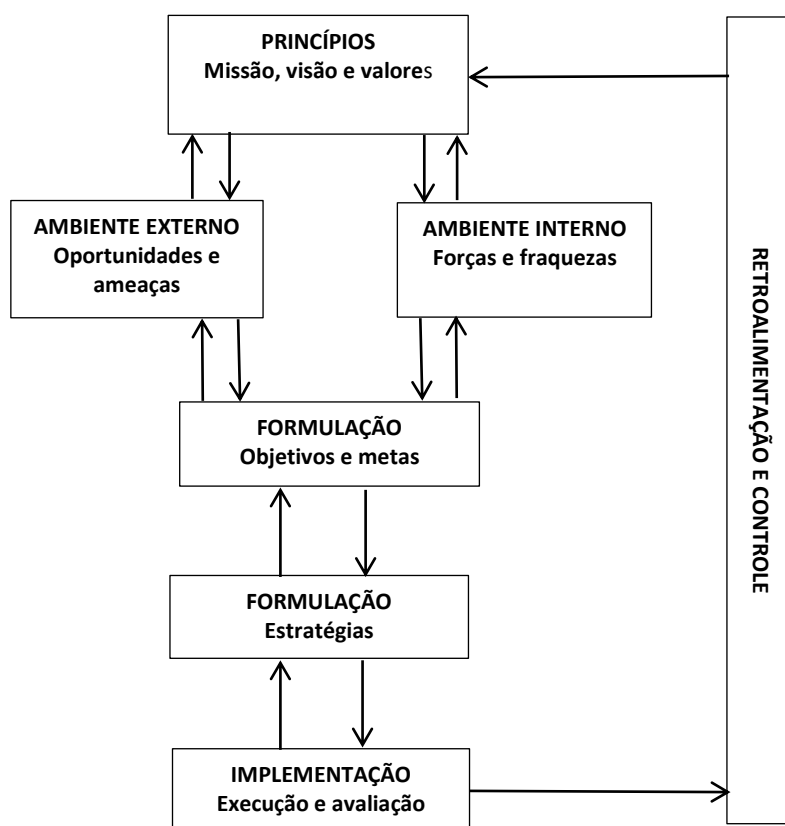 PRINCÍPIOS
Missão, visão e valores
AMBIENTE EXTERNO
Oportunidades e
ameaças
AMBIENTE INTERNO
Forças e fraquezas
FORMULAÇÃO
Objetivos e metas
FORMULAÇÃO
Estratégias
IMPLEMENTAÇÃO
Execução e avaliação
RETROALIMENTAÇÃO E CONTROLE